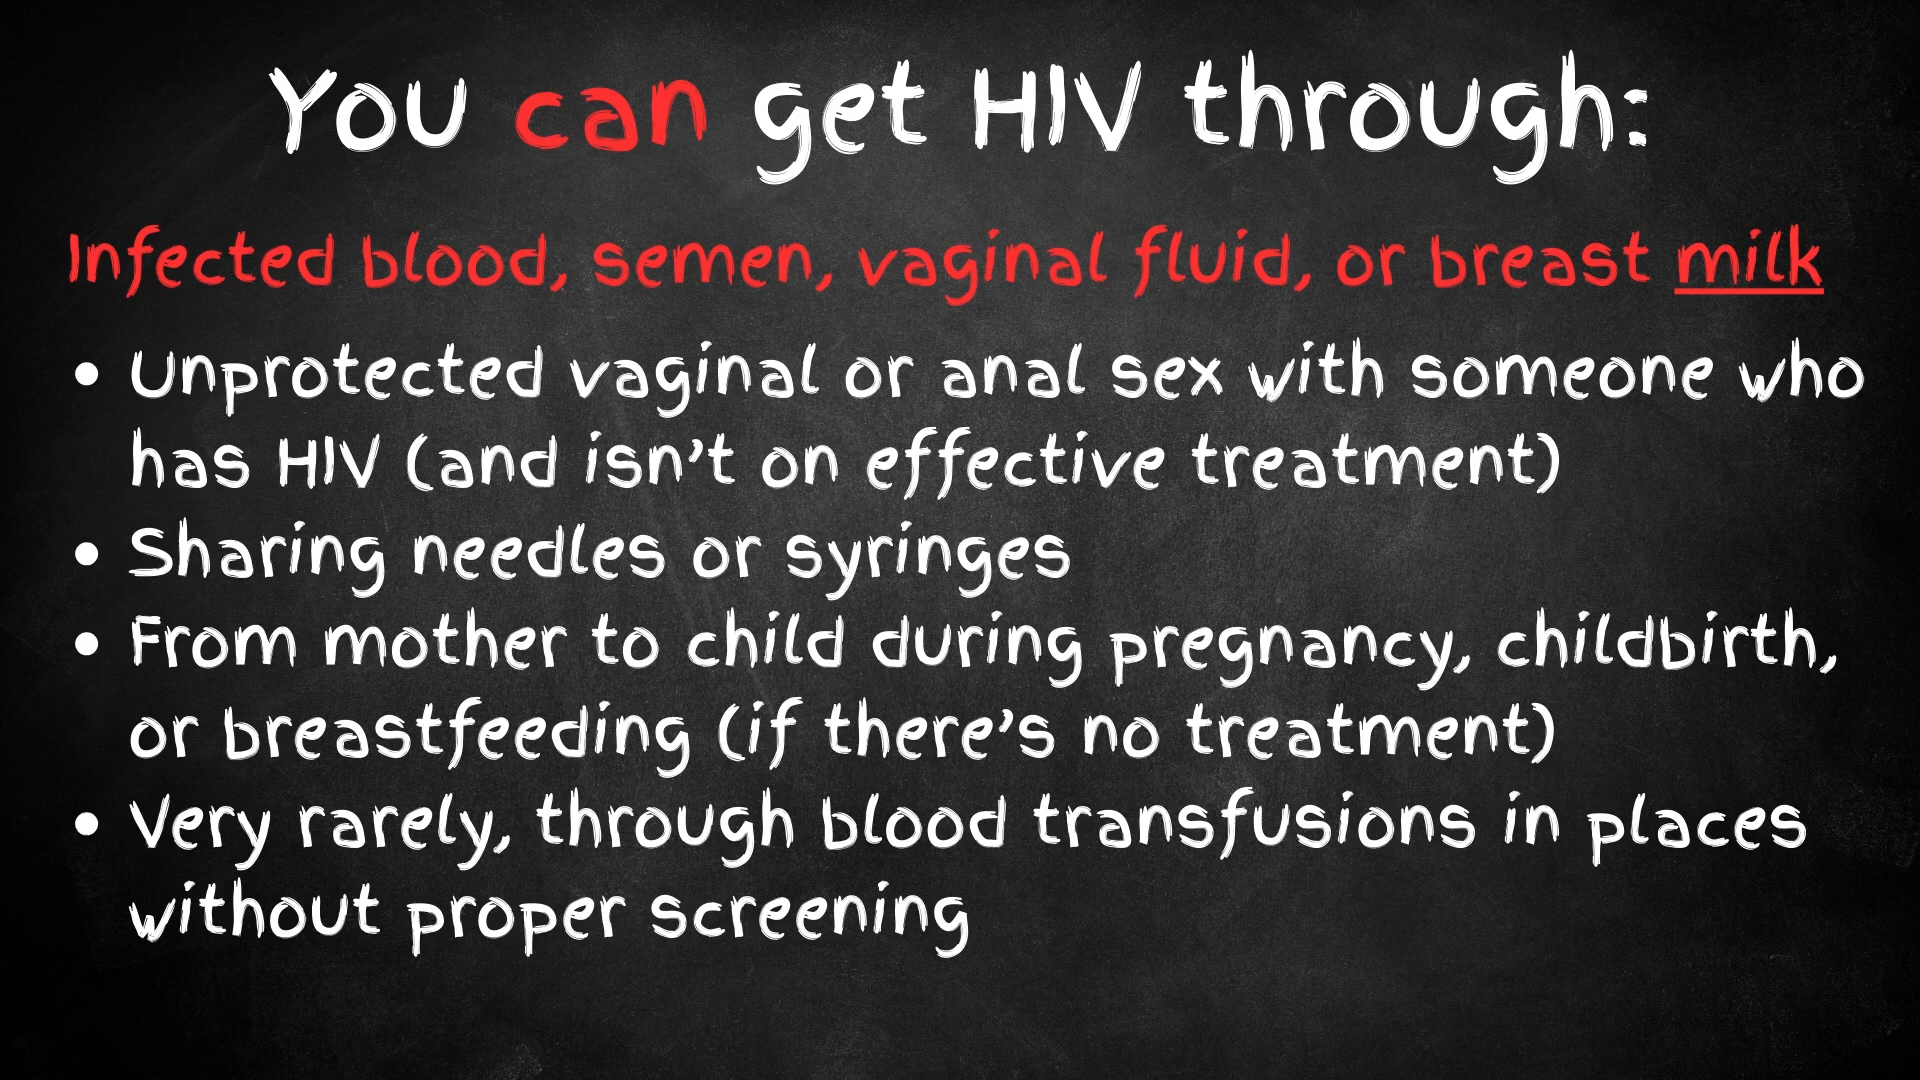 You can get HIV through:
Infected blood, semen, vaginal fluid, or breast milk
• Unprotected vaginal or anal sex with someone who
has HIV (and isn't on effective treatment)
• Sharing needles or syringes
• From mother to child during pregnancy, childbirth,
or breastfeeding (if there's no treatment)
• Very rarely, through blood transfusions in places
without proper screening